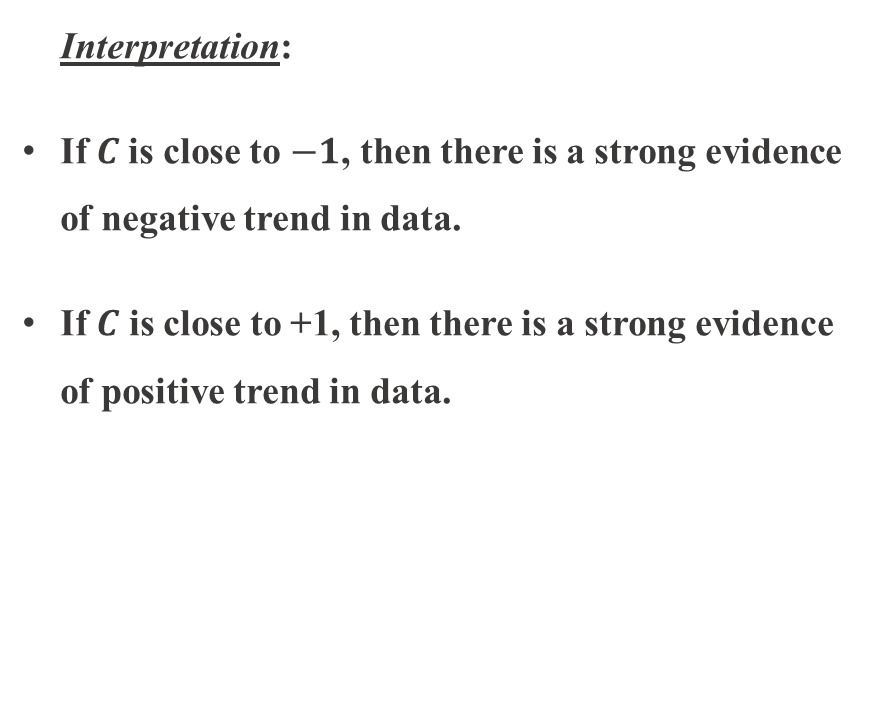 Interpretation:
• If C is close to −1, then there is a strong evidence
of negative trend in data.
• If C is close to +1, then there is a strong evidence
of positive trend in data.